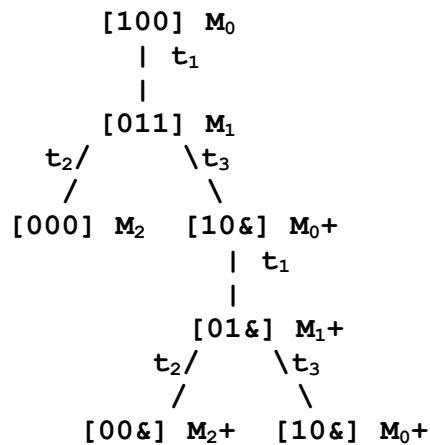 [100] M₀
| t₁
|
[011] M₁
t₂/ \t₃
/ \
[000] M₂ [10&] M₀+
| t₁
|
[01&] M₁+
t₂/ \t₃
/ \
[00&] M₂+ [10&] M₀+